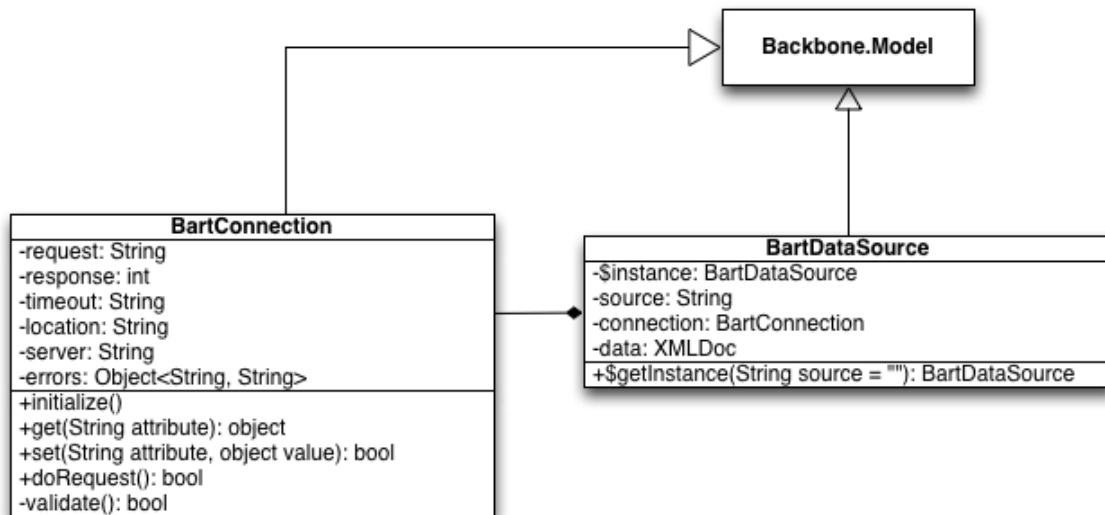 Backbone.Model
BartConnection
-request: String
-response: int
-timeout: String
-location: String
-server: String
-errors: Object<String, String>
+initialize()
+get(String attribute): object
+set(String attribute, object value): bool
+doRequest(): bool
-validate(): bool
BartDataSource
-$instance: BartDataSource
-source: String
-connection: BartConnection
-data: XMLDoc
+$getInstance(String source = ""): BartDataSource